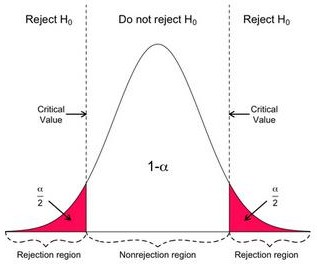 Reject H₀
Do not reject H₀
Reject H₀
Critical
Value
Critical
Value
1-α
α
2
α
2
Rejection region
Nonrejection region
Rejection region